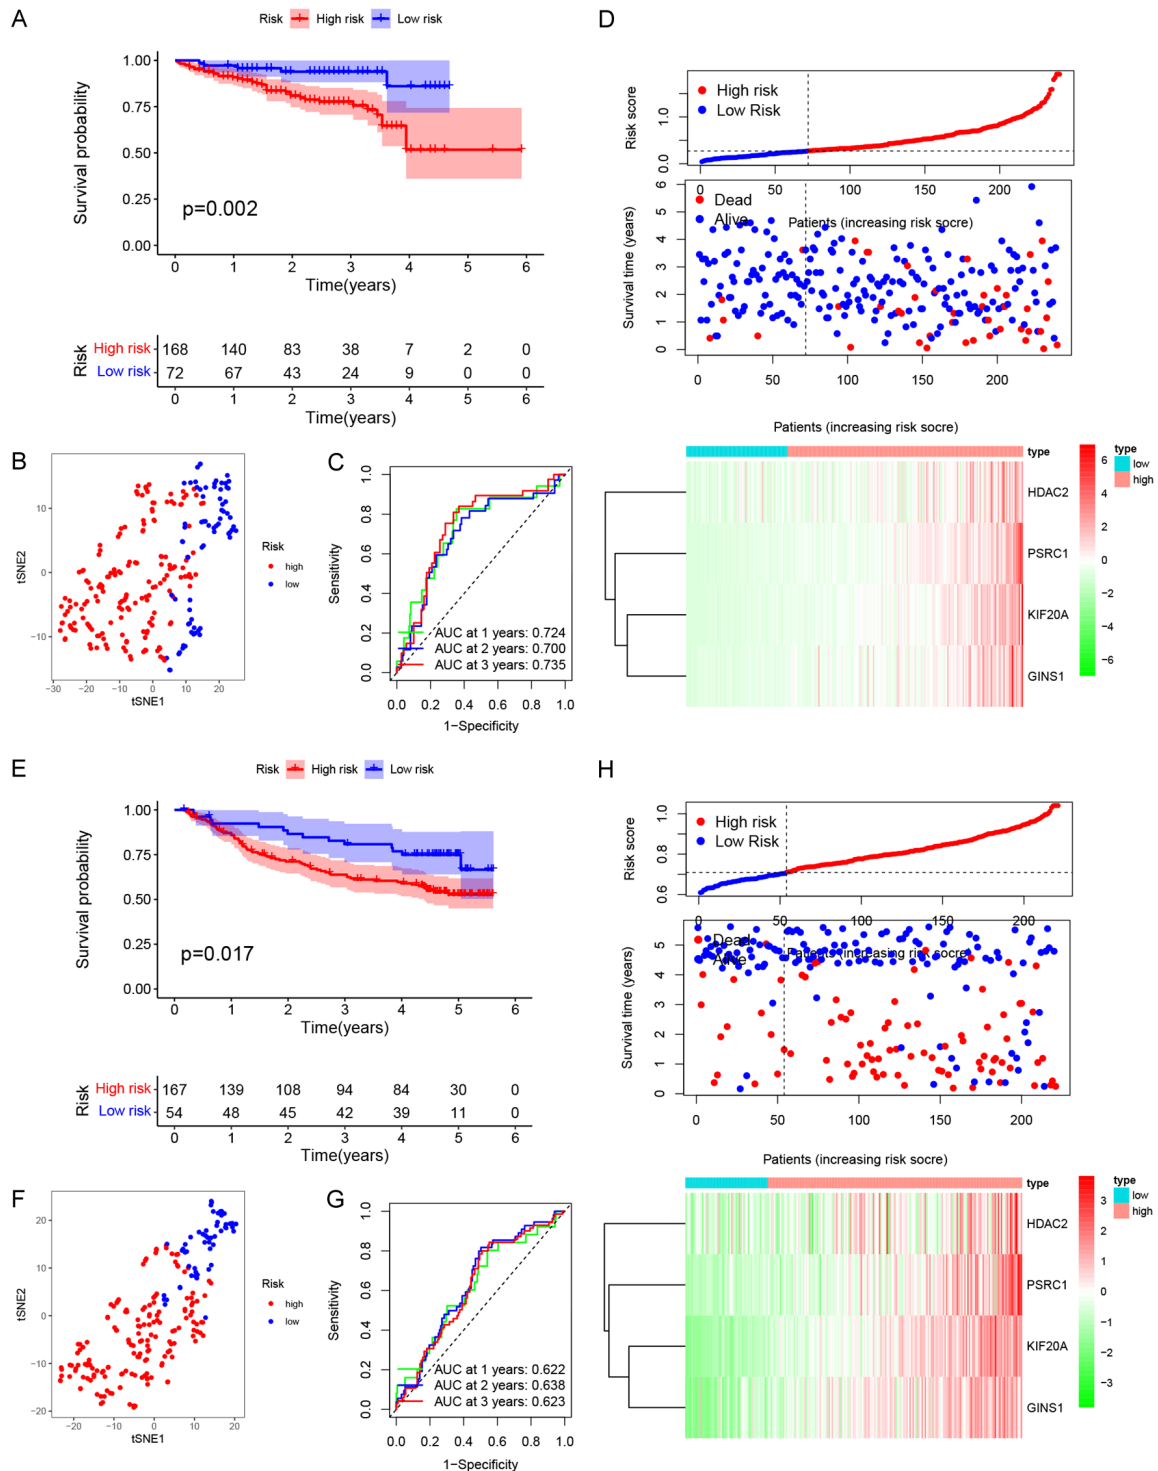 A
Risk High risk Low risk
1.00
0.75
0.50
0.25
0.00
Survival probability
p=0.002
0 1 2 3 4 5 6
Time(years)
Risk
High risk 168 140 83 38 7 2 0
Low risk 72 67 43 24 9 0 0
0 1 2 3 4 5 6
Time(years)
D
High risk
Low Risk
Risk score
1.0
0.0
0 50 100 150 200
Patients (increasing risk socre)
Dead
Alive
Survival time (years)
6
5
4
3
2
1
0
0 50 100 150 200
Patients (increasing risk socre)
type
HDAC2
PSRC1
KIF20A
GINS1
6
4
2
0
−2
−4
−6
type
low
high
B
10
0
−10
tSNE2
−30 −20 −10 0 10 20
tSNE1
Risk
high
low
C
1.0
0.8
0.6
0.4
0.2
0.0
Sensitivity
AUC at 1 years: 0.724
AUC at 2 years: 0.700
AUC at 3 years: 0.735
0.0 0.2 0.4 0.6 0.8 1.0
1−Specificity
E
Risk High risk Low risk
1.00
0.75
0.50
0.25
0.00
Survival probability
p=0.017
0 1 2 3 4 5 6
Time(years)
Risk
High risk 167 139 108 94 84 30 0
Low risk 54 48 45 42 39 11 0
0 1 2 3 4 5 6
Time(years)
H
High risk
Low Risk
Risk score
1.0
0.8
0.6
0 50 100 150 200
Patients (increasing risk socre)
Dead
Alive
Survival time (years)
5
4
3
2
1
0
0 50 100 150 200
Patients (increasing risk socre)
type
HDAC2
PSRC1
KIF20A
GINS1
3
2
1
0
−1
−2
−3
type
low
high
F
20
10
0
−10
−20
tSNE2
−20 −10 0 10 20
tSNE1
Risk
high
low
G
1.0
0.8
0.6
0.4
0.2
0.0
Sensitivity
AUC at 1 years: 0.622
AUC at 2 years: 0.638
AUC at 3 years: 0.623
0.0 0.2 0.4 0.6 0.8 1.0
1−Specificity